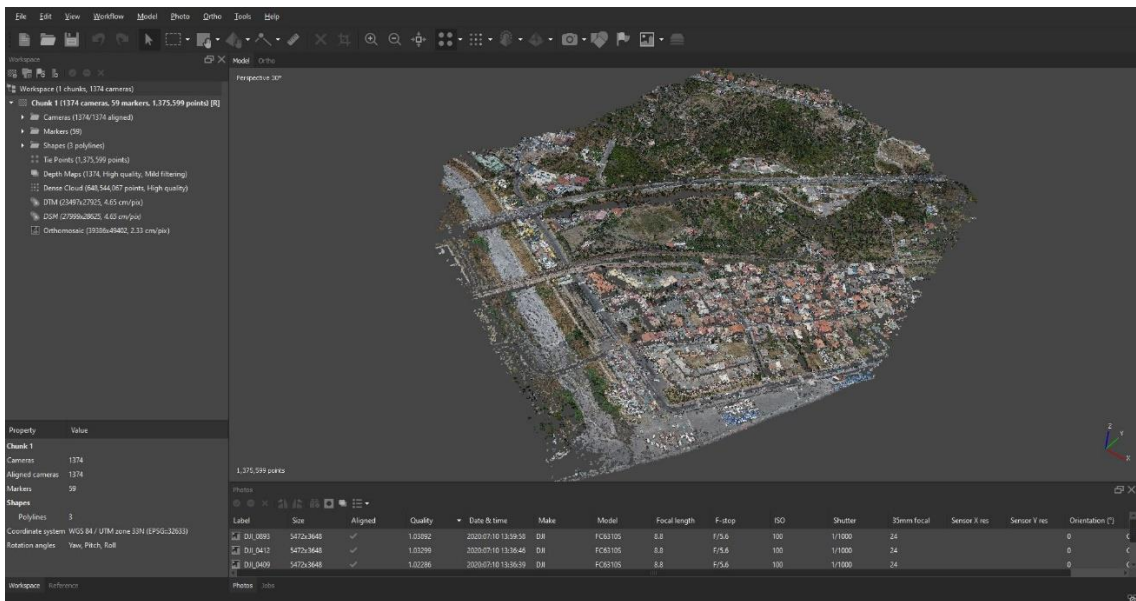 File Edit View Workflow Model Photo Ortho Tools Help
Workspace
Model Ortho
Perspective 30°
Workspace (1 chunks, 1374 cameras)
Chunk 1 (1374 cameras, 59 markers, 1,375,599 points) [R]
Cameras (1374/1374 aligned)
Markers (59)
Shapes (3 polylines)
Tie Points (1,375,599 points)
Depth Maps (1374, High quality, Mild filtering)
Dense Cloud (648,544,067 points, High quality)
DTM (23497x27925, 4.65 cm/pix)
DSM (27999x28625, 4.65 cm/pix)
Orthomosaic (39386x49402, 2.33 cm/pix)
Property Value
Chunk 1
Cameras 1374
Aligned cameras 1374
Markers 59
Shapes
Polylines 3
Coordinate system WGS 84 / UTM zone 33N (EPSG::32633)
Rotation angles Yaw, Pitch, Roll
Workspace Reference
1,375,599 points
Z
Y
X
Photos
Label Size Aligned Quality Date & time Make Model Focal length F-stop ISO Shutter 35mm focal Sensor X res Sensor Y res Orientation (°)
DJI_0893 5472x3648 1.03892 2020:07:10 13:59:58 DJI FC6310S 8.8 F/5.6 100 1/1000 24 0
DJI_0412 5472x3648 1.03299 2020:07:10 13:36:46 DJI FC6310S 8.8 F/5.6 100 1/1000 24 0
DJI_0409 5472x3648 1.02286 2020:07:10 13:36:39 DJI FC6310S 8.8 F/5.6 100 1/1000 24 0
Photos Jobs